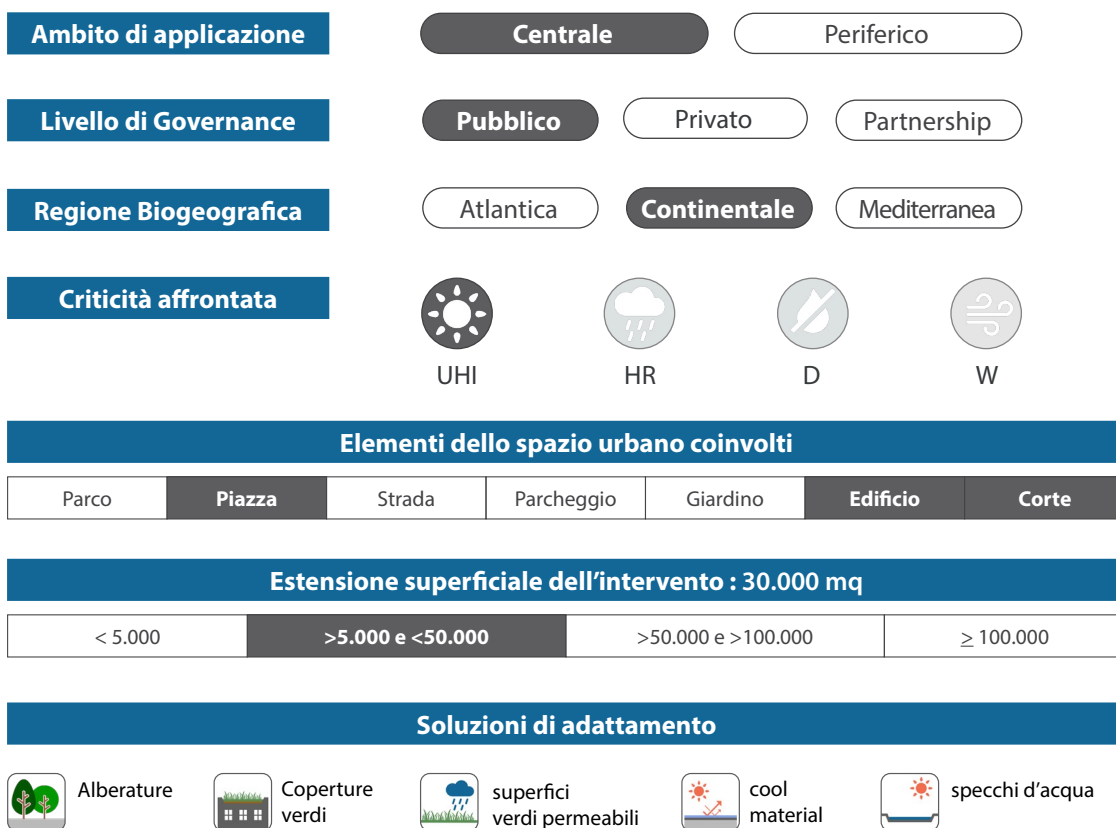 Ambito di applicazione Centrale Periferico
Livello di Governance Pubblico Privato Partnership
Regione Biogeografica Atlantica Continentale Mediterranea
Criticità affrontata
UHI HR D W
Elementi dello spazio urbano coinvolti
Parco Piazza Strada Parcheggio Giardino Edificio Corte
Estensione superficiale dell'intervento : 30.000 mq
< 5.000 >5.000 e <50.000 >50.000 e >100.000 ≥ 100.000
Soluzioni di adattamento
Alberature
Coperture
verdi
superfici
verdi permeabili
cool
material
specchi d'acqua